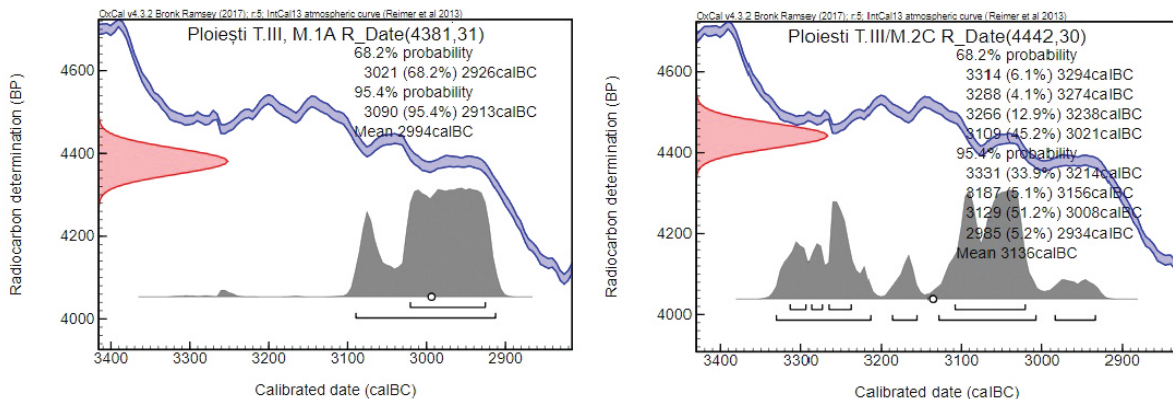 OxCal v4.3.2 Bronk Ramsey (2017); r:5; IntCal13 atmospheric curve (Reimer et al 2013)
Ploiești T.III, M.1A R_Date(4381,31)
68.2% probability
3021 (68.2%) 2926calBC
95.4% probability
3090 (95.4%) 2913calBC
Mean 2994calBC
Radiocarbon determination (BP)
4600
4400
4200
4000
3400
3300
3200
3100
3000
2900
Calibrated date (calBC)
OxCal v4.3.2 Bronk Ramsey (2017); r:5; IntCal13 atmospheric curve (Reimer et al 2013)
Ploiesti T.III/M.2C R_Date(4442,30)
68.2% probability
3314 (6.1%) 3294calBC
3288 (4.1%) 3274calBC
3266 (12.9%) 3238calBC
3109 (45.2%) 3021calBC
95.4% probability
3331 (33.9%) 3214calBC
3187 (5.1%) 3156calBC
3129 (51.2%) 3008calBC
2985 (5.2%) 2934calBC
Mean 3136calBC
Radiocarbon determination (BP)
4600
4400
4200
4000
3400
3300
3200
3100
3000
2900
Calibrated date (calBC)